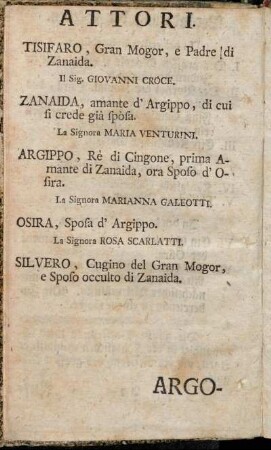 ATTORI.
TISIFARO, Gran Mogor, e Padre di
Zanaida.
Il Sig. GIOVANNI CROCE.
ZANAIDA, amante d' Argippo, di cui
si crede già sposa.
La Signora MARIA VENTURINI.
ARGIPPO, Rè di Cingone, prima A-
mante di Zanaida, ora Sposo d' O-
sira.
La Signora MARIANNA GALEOTTI.
OSIRA, Sposa d' Argippo.
La Signora ROSA SCARLATTI.
SILVERO, Cugino del Gran Mogor,
e Sposo occulto di Zanaida.
ARGO-